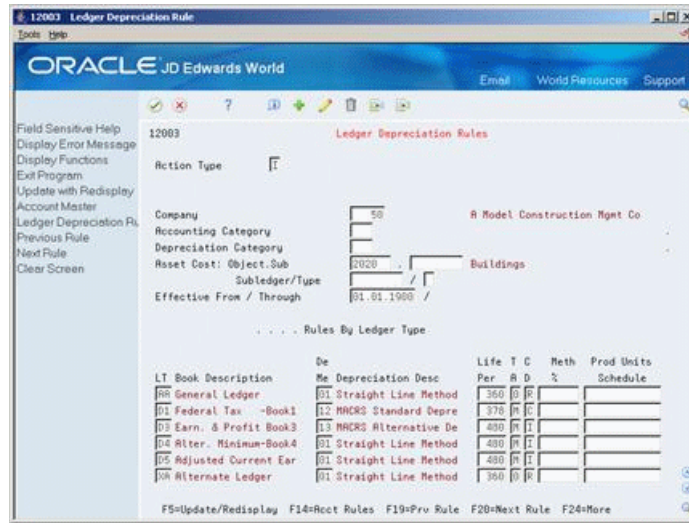 12003 Ledger Depreciation Rule
Tools Help
ORACLE JD Edwards World
Email World Resources Support
Field Sensitive Help
Display Error Message
Display Functions
Exit Program
Update with Redisplay
Account Master
Ledger Depreciation Ru
Previous Rule
Next Rule
Clear Screen
12003 Ledger Depreciation Rules
Action Type I
Company 50 A Model Construction Mgmt Co
Accounting Category .
Depreciation Category .
Asset Cost: Object.Sub 2020 . Buildings
Subledger/Type /
Effective From / Through 01.01.1980 /
. . . . Rules By Ledger Type
De Life T C Meth Prod Units
LT Book Description Me Depreciation Desc Per A D % Schedule
AA General Ledger 01 Straight Line Method 360 0 R
D1 Federal Tax -Book1 12 MACRS Standard Depre 378 M C
D3 Earn. & Profit Book3 13 MACRS Alternative De 480 M I
D4 Alter. Minimum-Book4 01 Straight Line Method 480 M I
D5 Adjusted Current Ear 01 Straight Line Method 480 M I
XA Alternate Ledger 01 Straight Line Method 360 0 R
F5=Update/Redisplay F14=Acct Rules F19=Prv Rule F20=Next Rule F24=More